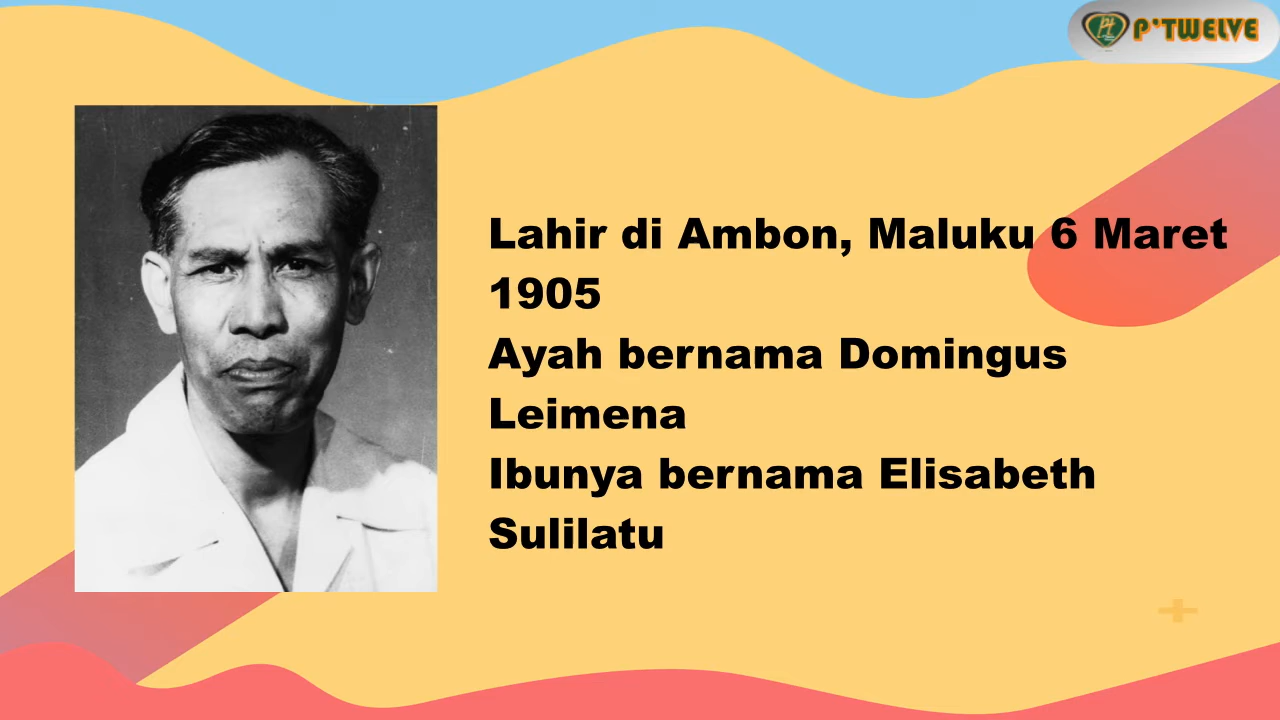 P'TWELVE
Lahir di Ambon, Maluku 6 Maret
1905
Ayah bernama Domingus
Leimena
Ibunya bernama Elisabeth
Sulilatu